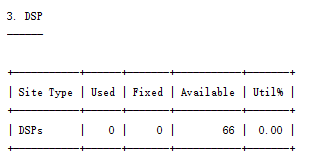 3. DSP
------
+-----------+------+-------+-----------+-------+
| Site Type | Used | Fixed | Available | Util% |
+-----------+------+-------+-----------+-------+
| DSPs      |    0 |     0 |        66 |  0.00 |
+-----------+------+-------+-----------+-------+